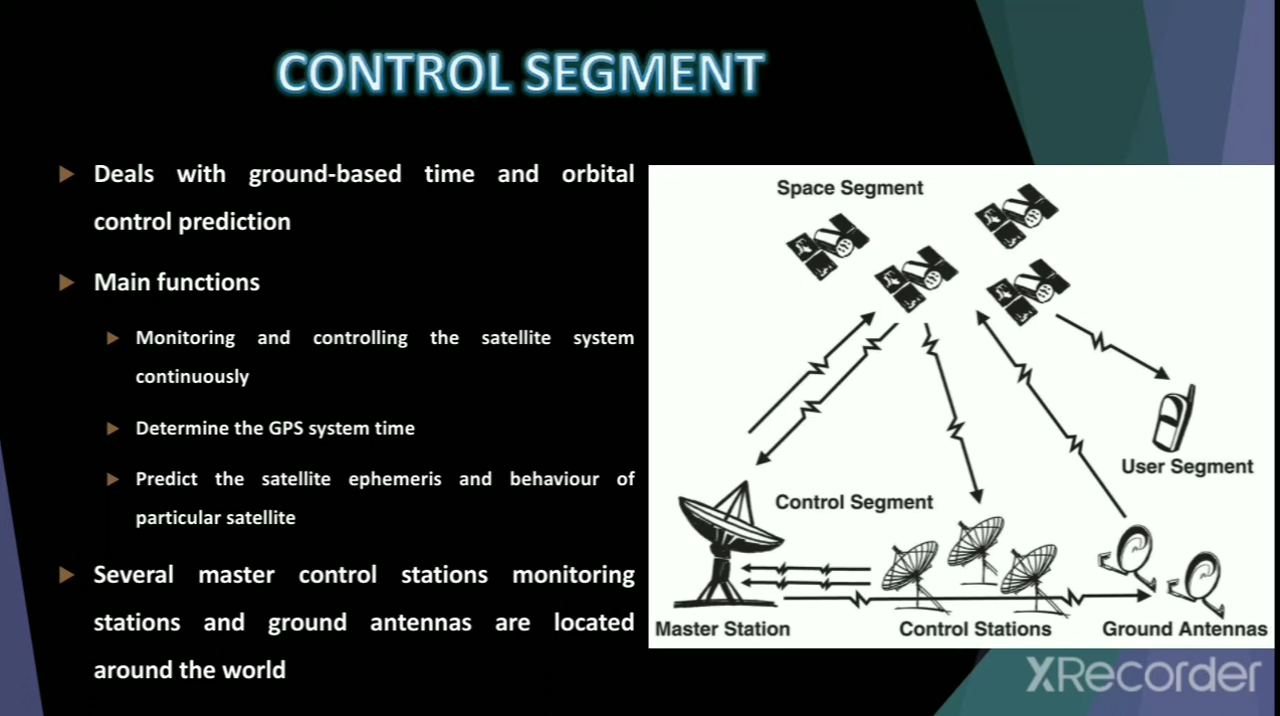 CONTROL SEGMENT
Deals with ground-based time and orbital
control prediction
Main functions
Monitoring and controlling the satellite system
continuously
Determine the GPS system time
Predict the satellite ephemeris and behaviour of
particular satellite
Several master control stations monitoring
stations and ground antennas are located
around the world
Space Segment
User Segment
Control Segment
Master Station
Control Stations
Ground Antennas
XRecorder